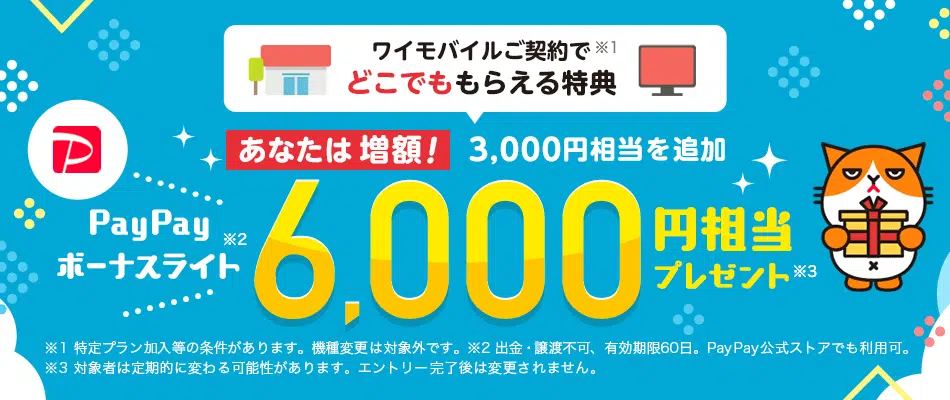 ワイモバイルご契約で※1
どこでももらえる特典
あなたは 増額！ 3,000円相当を追加
PayPay
ボーナスライト※2
6,000円相当
プレゼント※3
※1 特定プラン加入等の条件があります。機種変更は対象外です。※2 出金・譲渡不可、有効期限60日。PayPay公式ストアでも利用可。
※3 対象者は定期的に変わる可能性があります。エントリー完了後は変更されません。